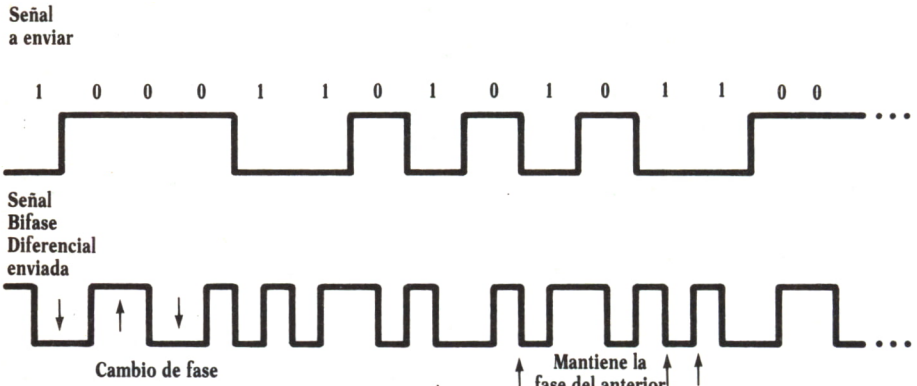 Señal
a enviar
1 0 0 0 1 1 0 1 0 1 0 1 1 0 0
Señal
Bifase
Diferencial
enviada
Cambio de fase
Mantiene la
fase del anterior